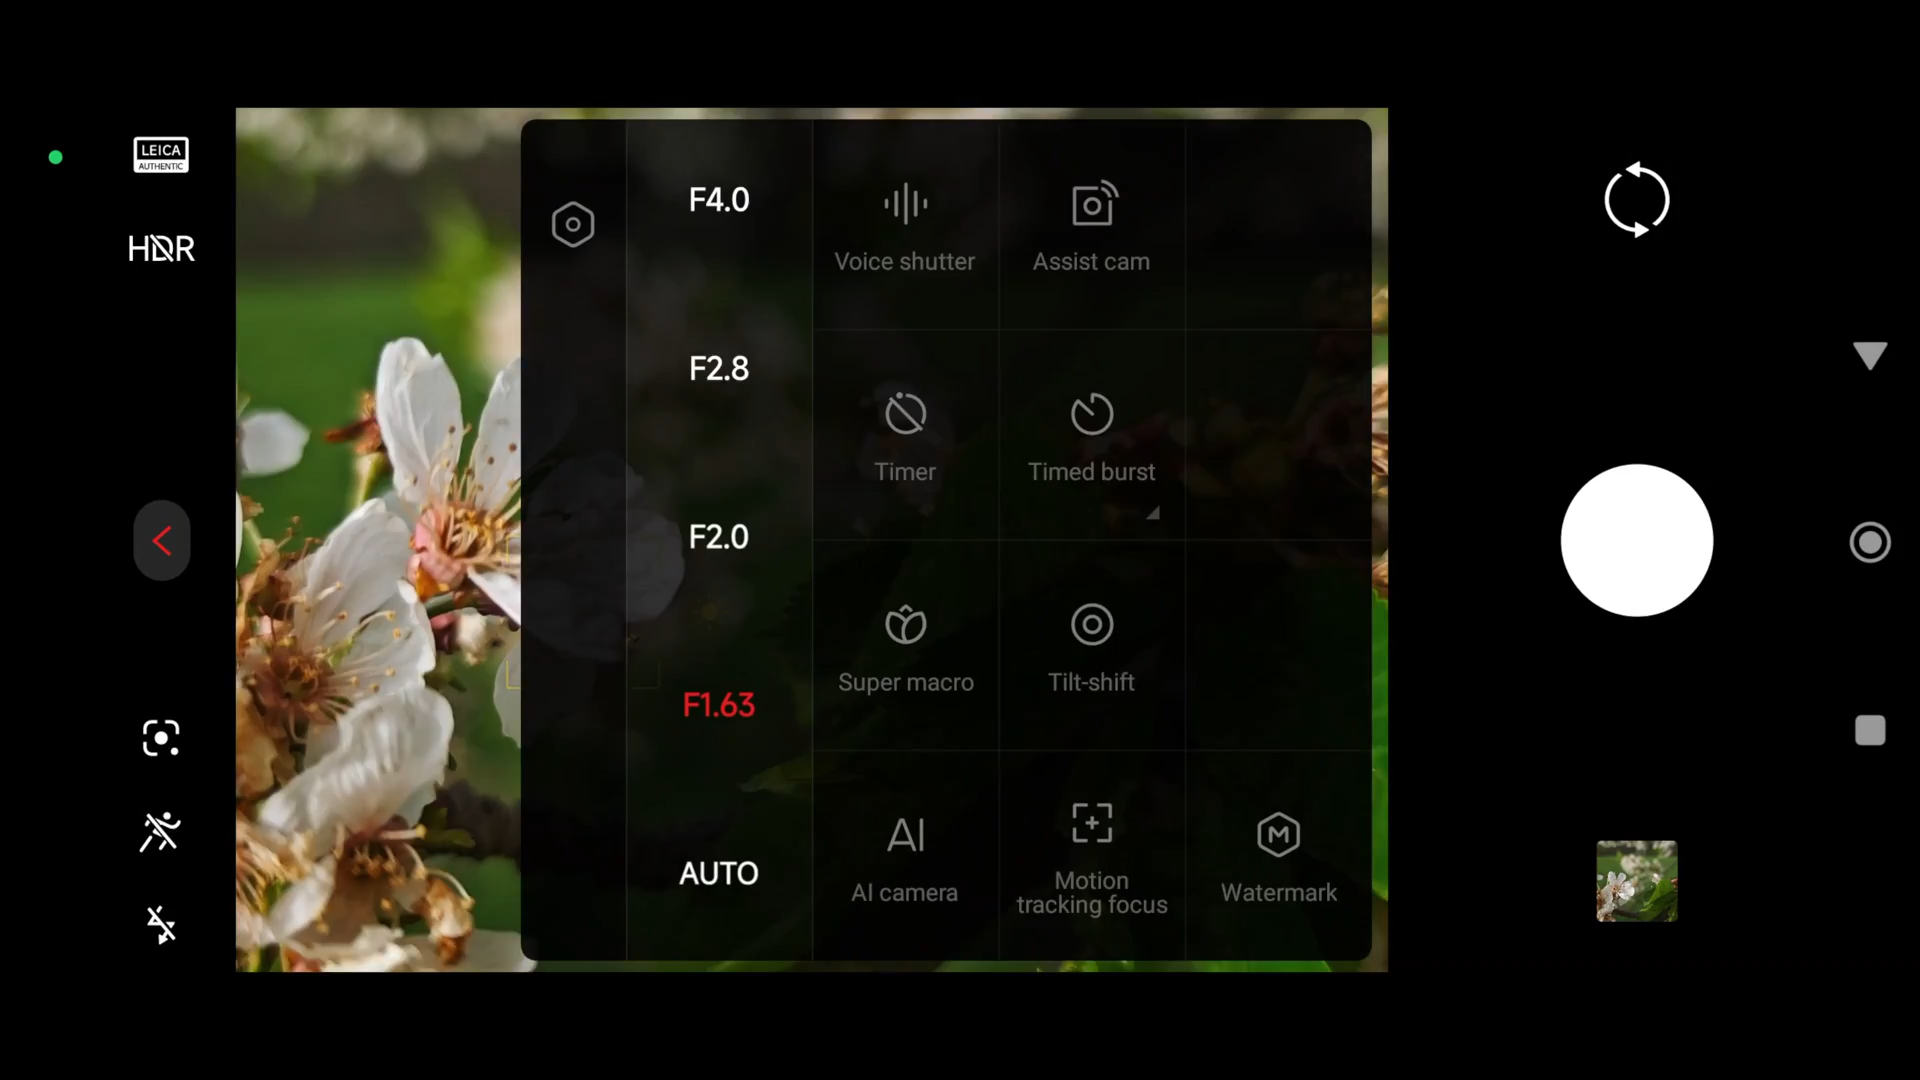 LEICA
AUTHENTIC
HDR
F4.0
F2.8
F2.0
F1.63
AUTO
Voice shutter
Assist cam
Timer
Timed burst
Super macro
Tilt-shift
AI
AI camera
Motion
tracking focus
M
Watermark